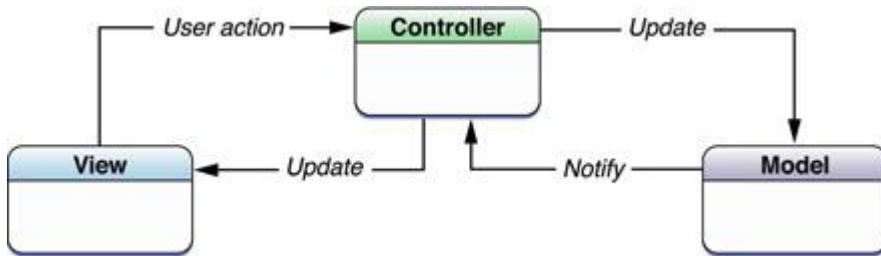 User action
Controller
Update
View
Update
Notify
Model